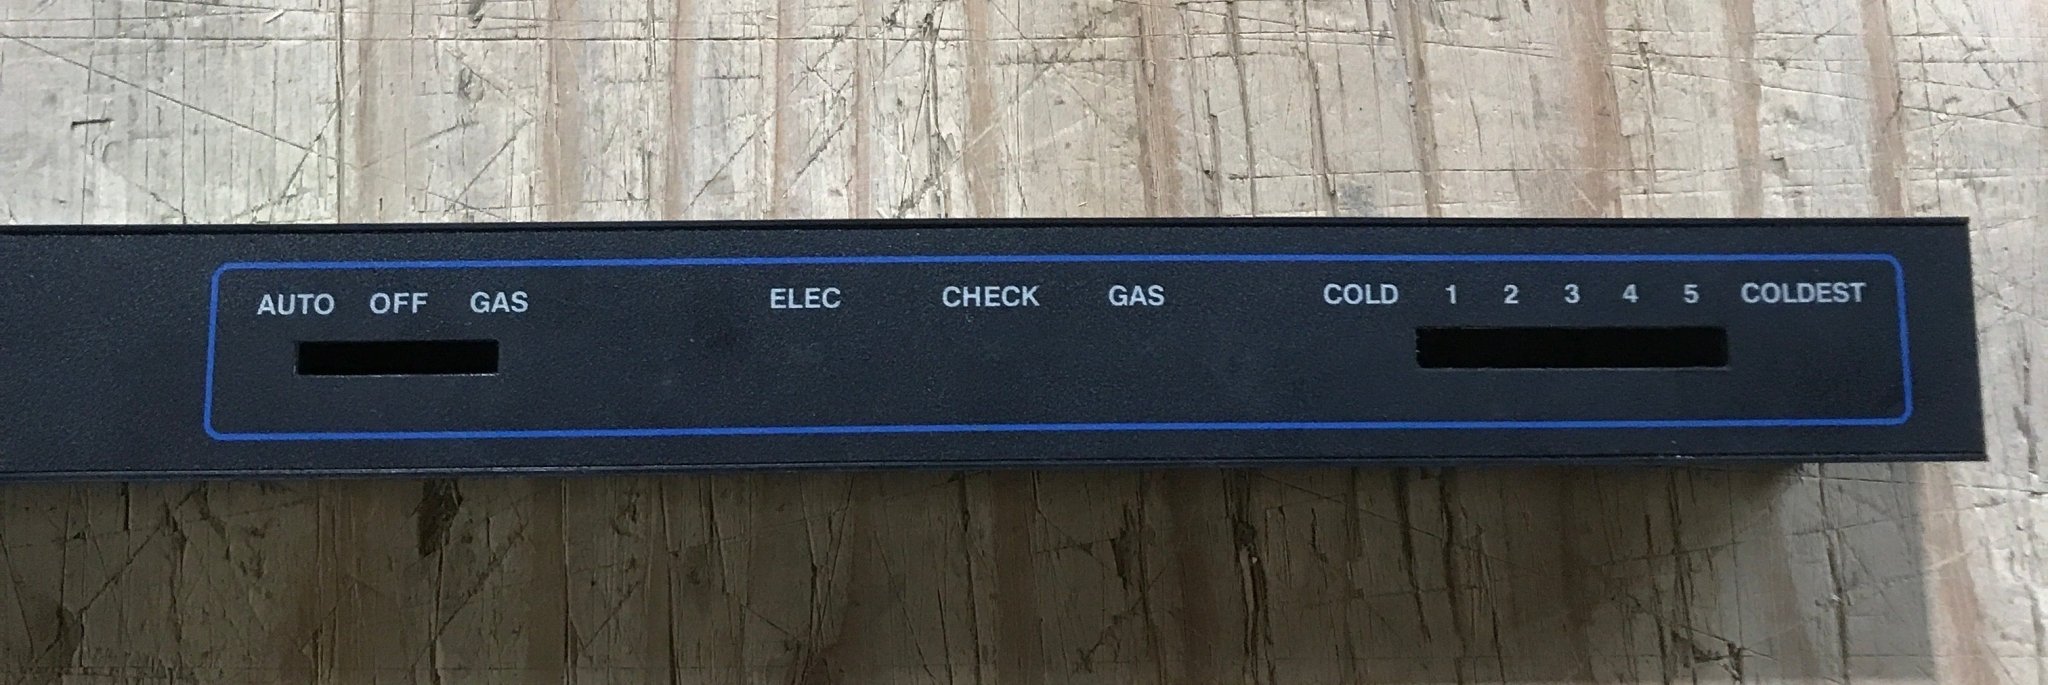 AUTO OFF GAS ELEC CHECK GAS COLD 1 2 3 4 5 COLDEST